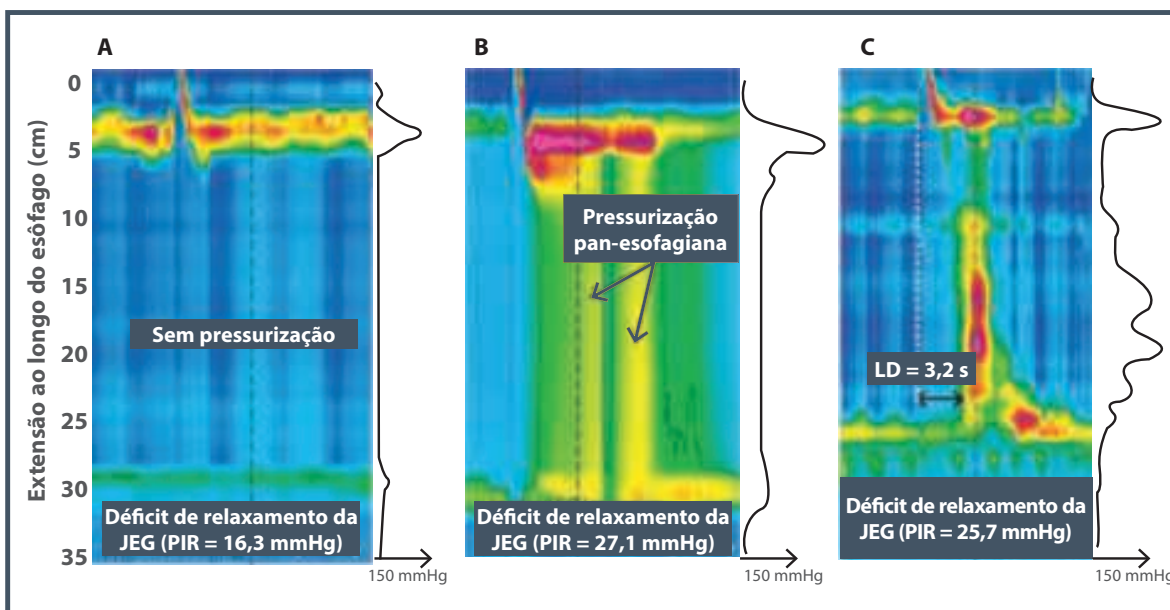 A
B
C
Extensão ao longo do esôfago (cm)
0
5
10
15
20
25
30
35
Sem pressurização
Déficit de relaxamento da
JEG (PIR = 16,3 mmHg)
150 mmHg
Pressurização
pan-esofagiana
Déficit de relaxamento da
JEG (PIR = 27,1 mmHg)
150 mmHg
LD = 3,2 s
Déficit de relaxamento da
JEG (PIR = 25,7 mmHg)
150 mmHg